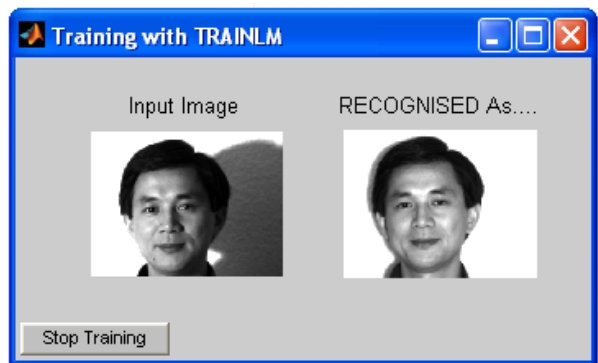 Training with TRAINLM
Input Image
RECOGNISED As....
Stop Training